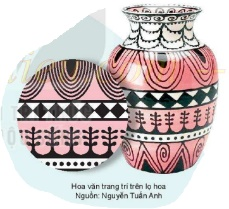 Hoa văn trang trí trên lọ hoa
Nguồn: Nguyễn Tuấn Anh